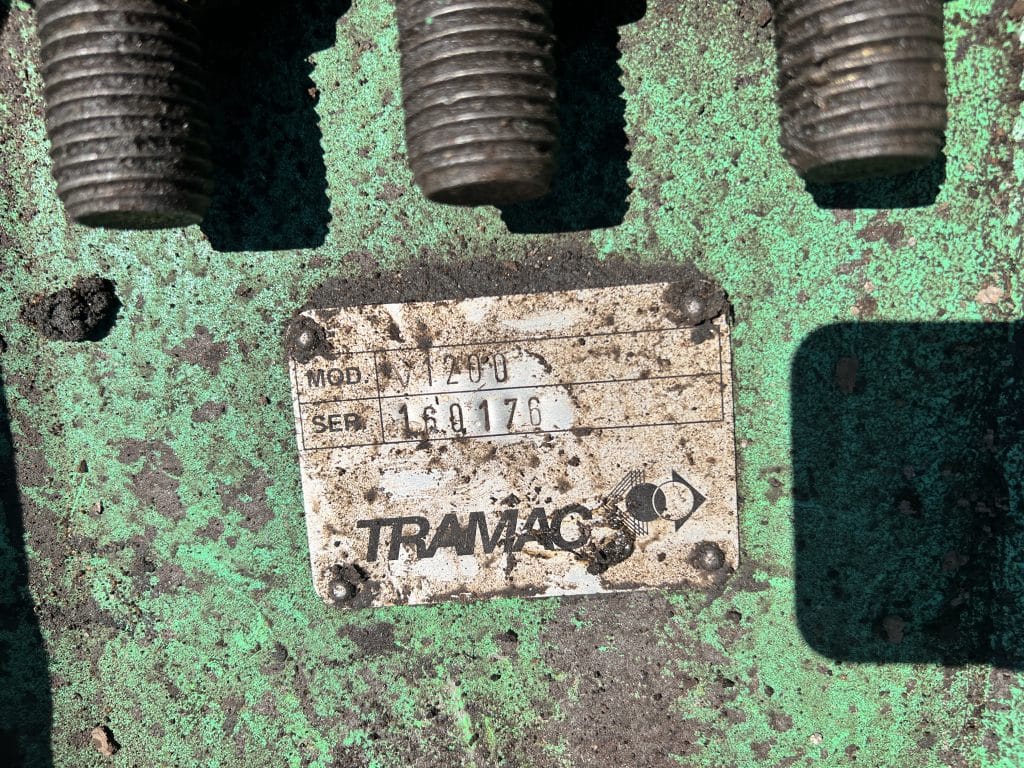 MOD. V1200
SER. 160176
TRAMAC